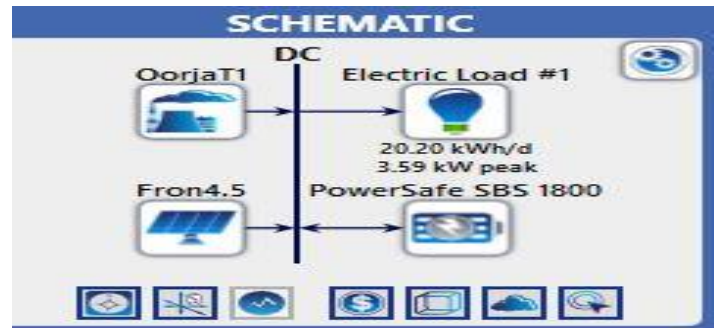 SCHEMATIC
DC
OorjaT1
Electric Load #1
20.20 kWh/d
3.59 kW peak
Fron4.5
PowerSafe SBS 1800